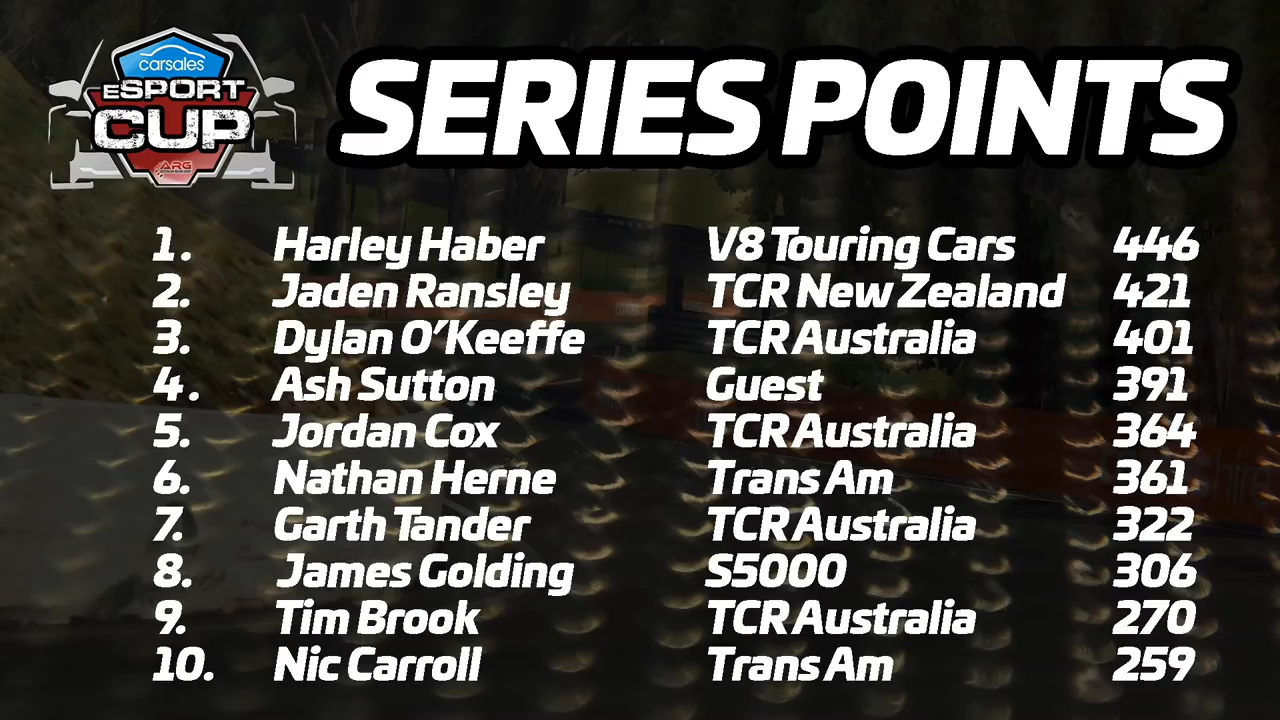 carsales
eSPORT
CUP
ARG
SERIES POINTS
1. Harley Haber V8 Touring Cars 446
2. Jaden Ransley TCR New Zealand 421
3. Dylan O'Keeffe TCR Australia 401
4. Ash Sutton Guest 391
5. Jordan Cox TCR Australia 364
6. Nathan Herne Trans Am 361
7. Garth Tander TCR Australia 322
8. James Golding S5000 306
9. Tim Brook TCR Australia 270
10. Nic Carroll Trans Am 259